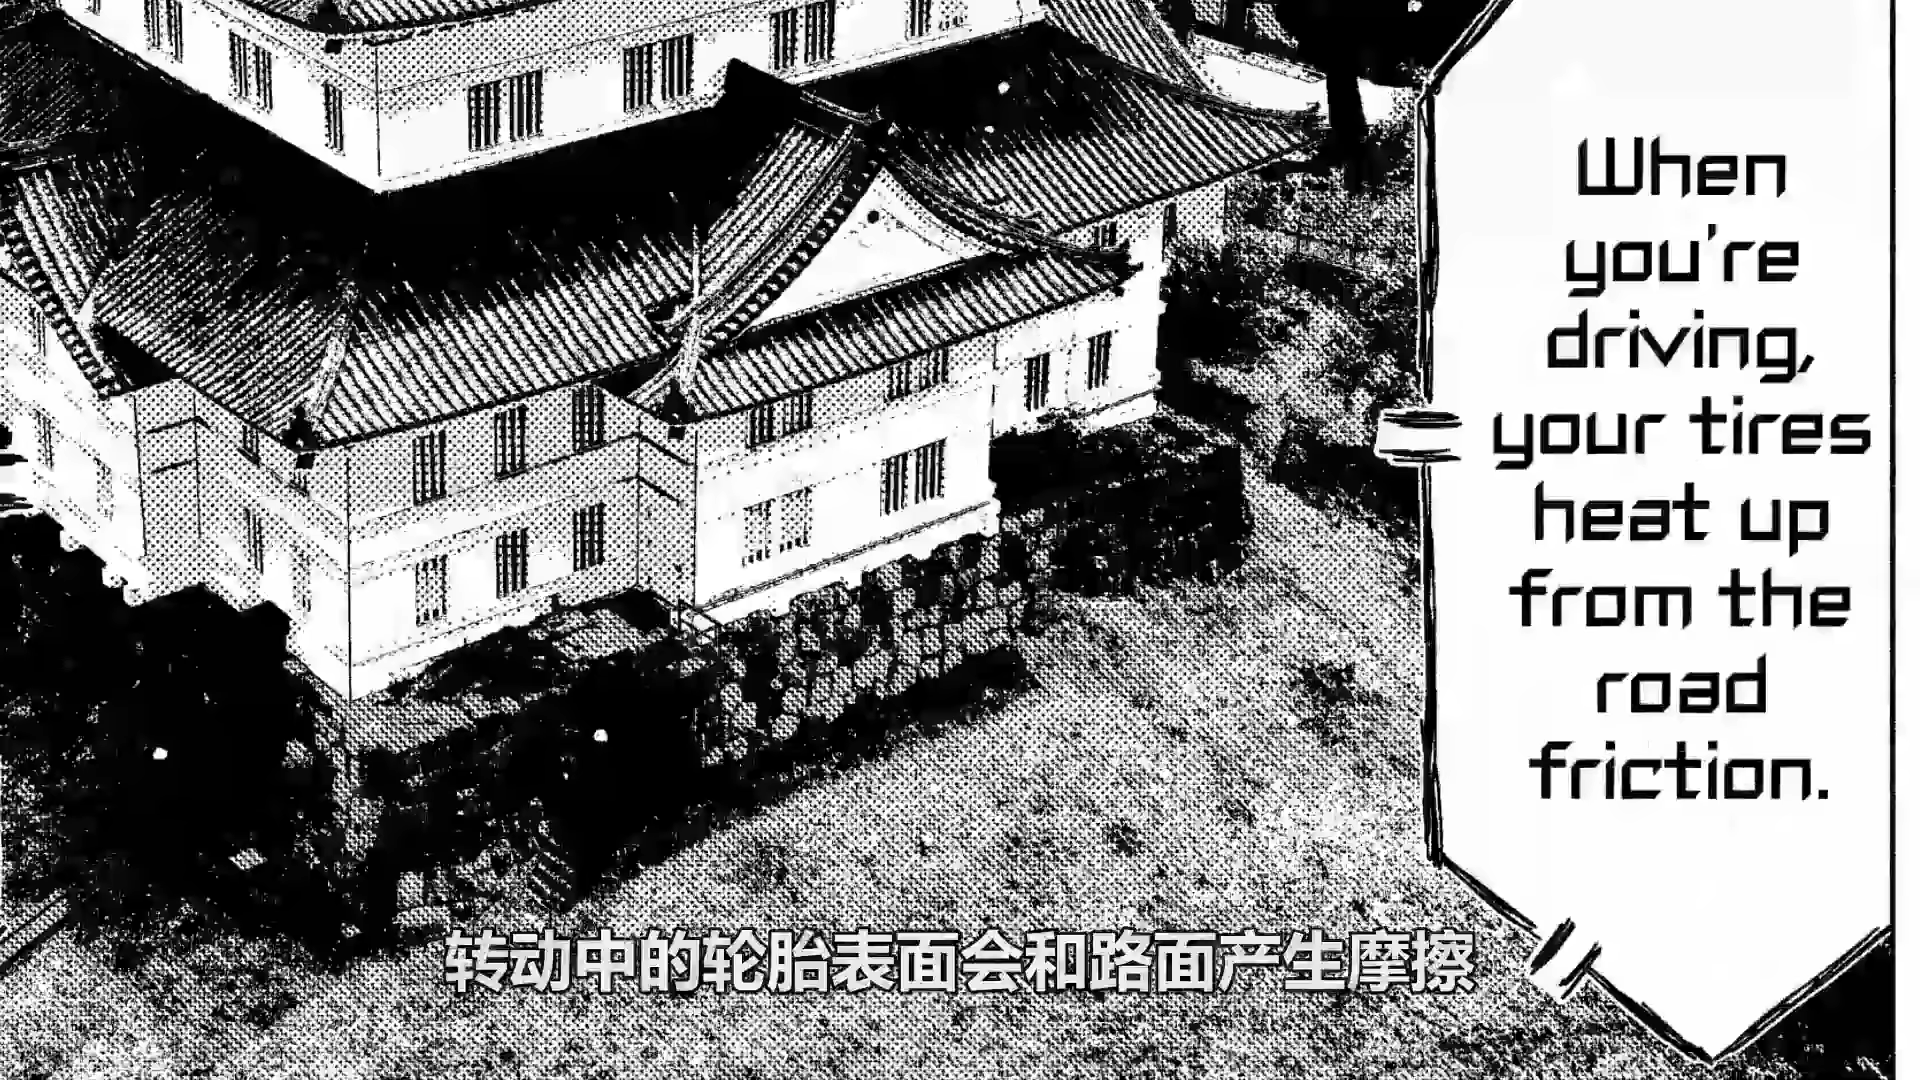 When
you're
driving,
your tires
heat up
from the
road
friction.
转动中的轮胎表面会和路面产生摩擦